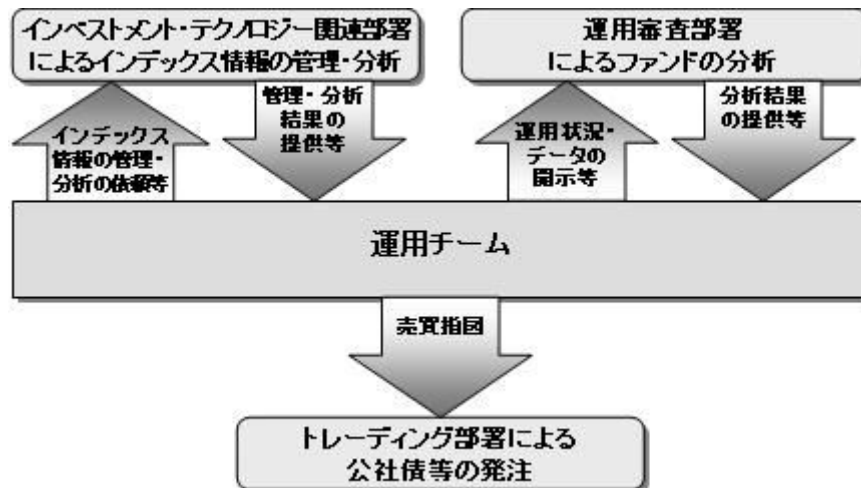 インベストメント・テクノロジー関連部署
によるインデックス情報の管理・分析
運用審査部署
によるファンドの分析
インデックス
情報の管理・
分析の依頼等
管理・分析
結果の
提供等
運用状況・
データの
開示等
分析結果
の提供等
運用チーム
売買指図
トレーディング部署による
公社債等の発注